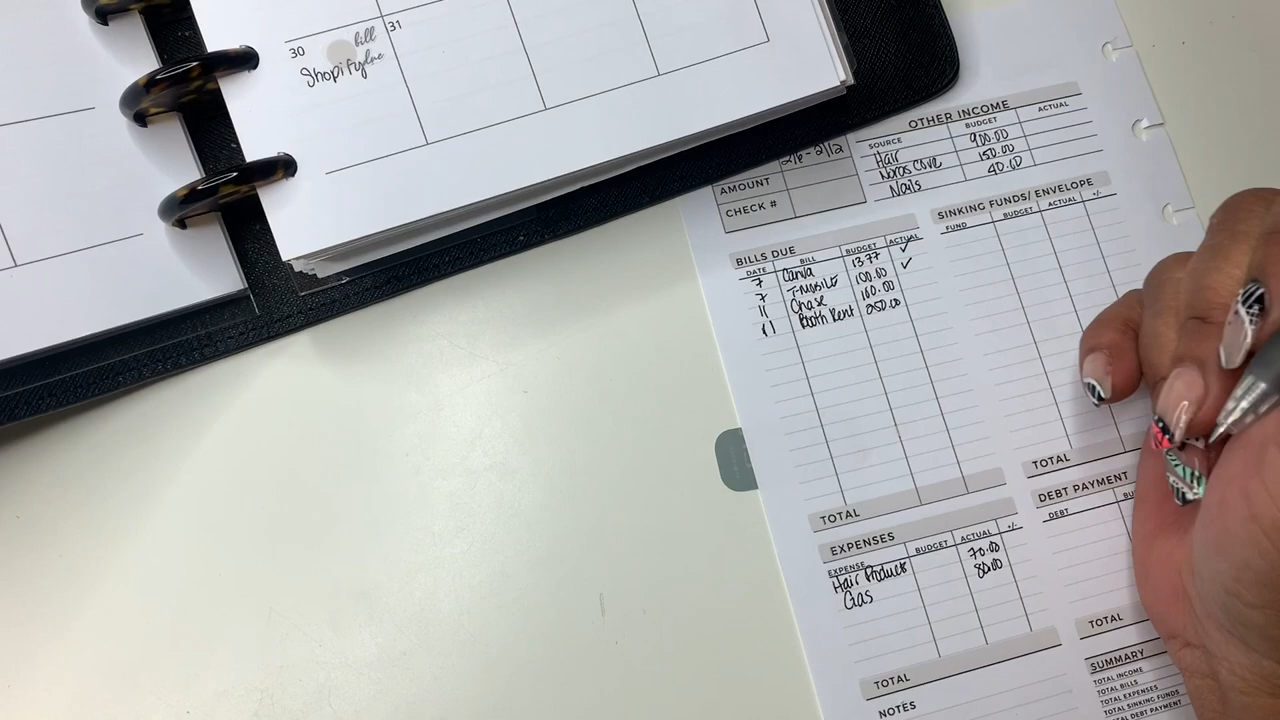 30 bill due
Shopify
31
2/6 - 2/12
AMOUNT
CHECK #
OTHER INCOME
SOURCE BUDGET ACTUAL
Hair 900.00
Noras Cove 150.00
Nails 40.00
BILLS DUE
DATE BILL BUDGET ACTUAL
7 Canva 13.77 ✓
7 T-Mobile 100.00 ✓
11 Chase 160.00
11 Booth Rent 250.00
TOTAL
SINKING FUNDS/ ENVELOPE
FUND BUDGET ACTUAL +/-
TOTAL
EXPENSES
EXPENSE BUDGET ACTUAL +/-
Hair Product 70.00
Gas 80.00
TOTAL
NOTES
DEBT PAYMENT
DEBT
TOTAL
SUMMARY
TOTAL INCOME
TOTAL BILLS
TOTAL EXPENSES
TOTAL SINKING FUNDS
TOTAL DEBT PAYMENT